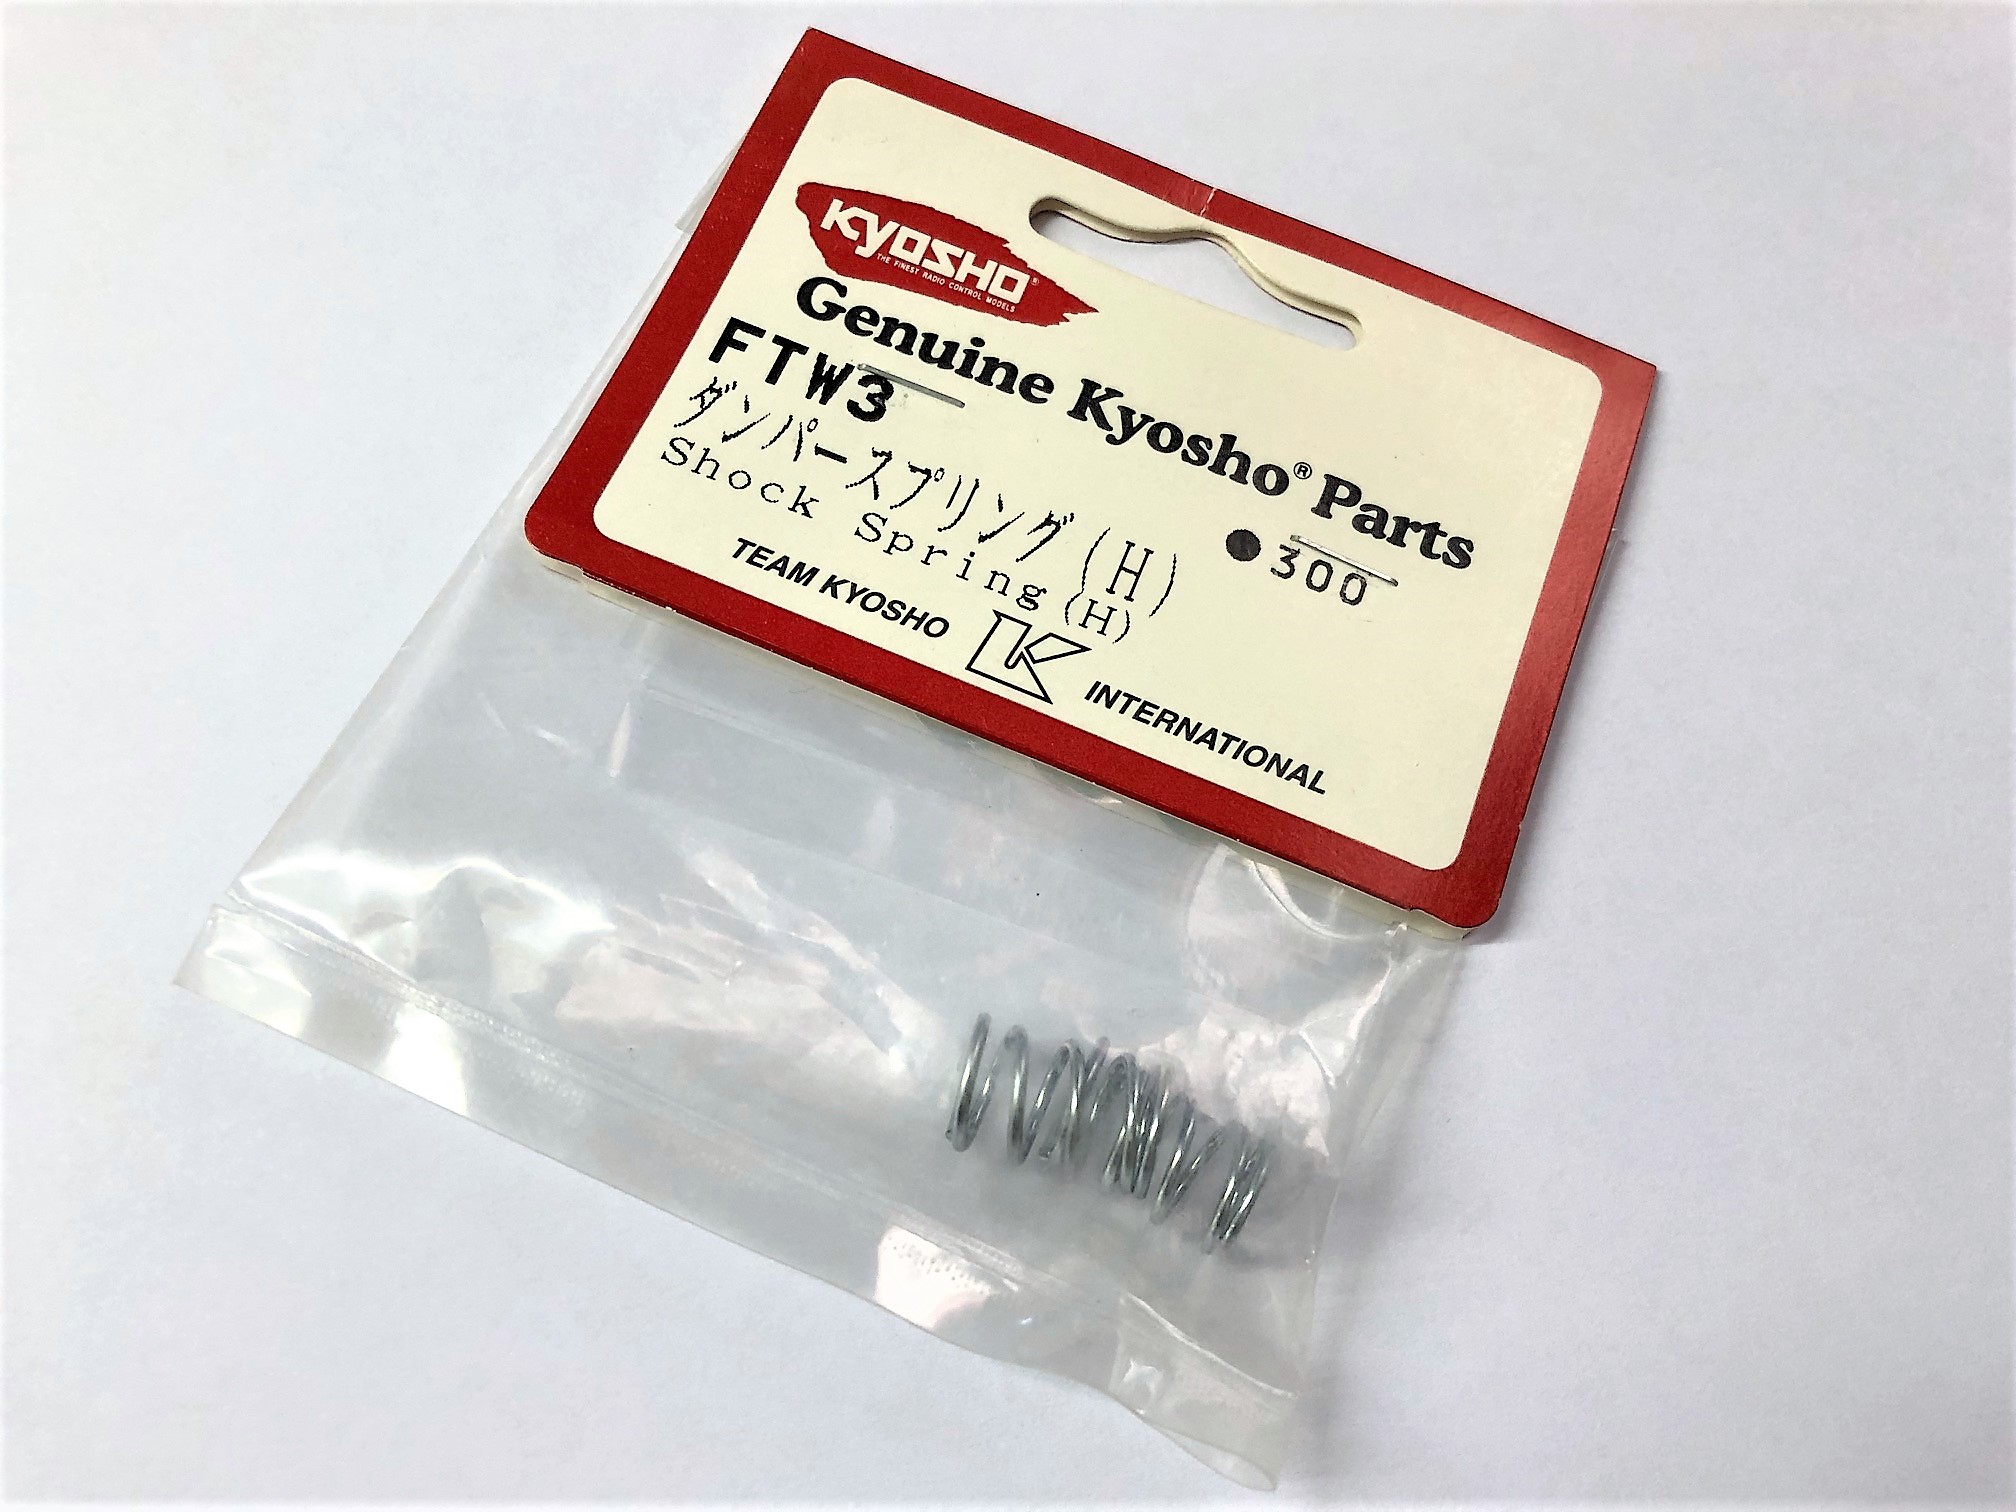 KYOSHO®
THE FINEST RADIO CONTROL MODELS
Genuine Kyosho® Parts
FTW3
ダンパースプリング(H) ●300
Shock Spring(H)
TEAM KYOSHO K INTERNATIONAL